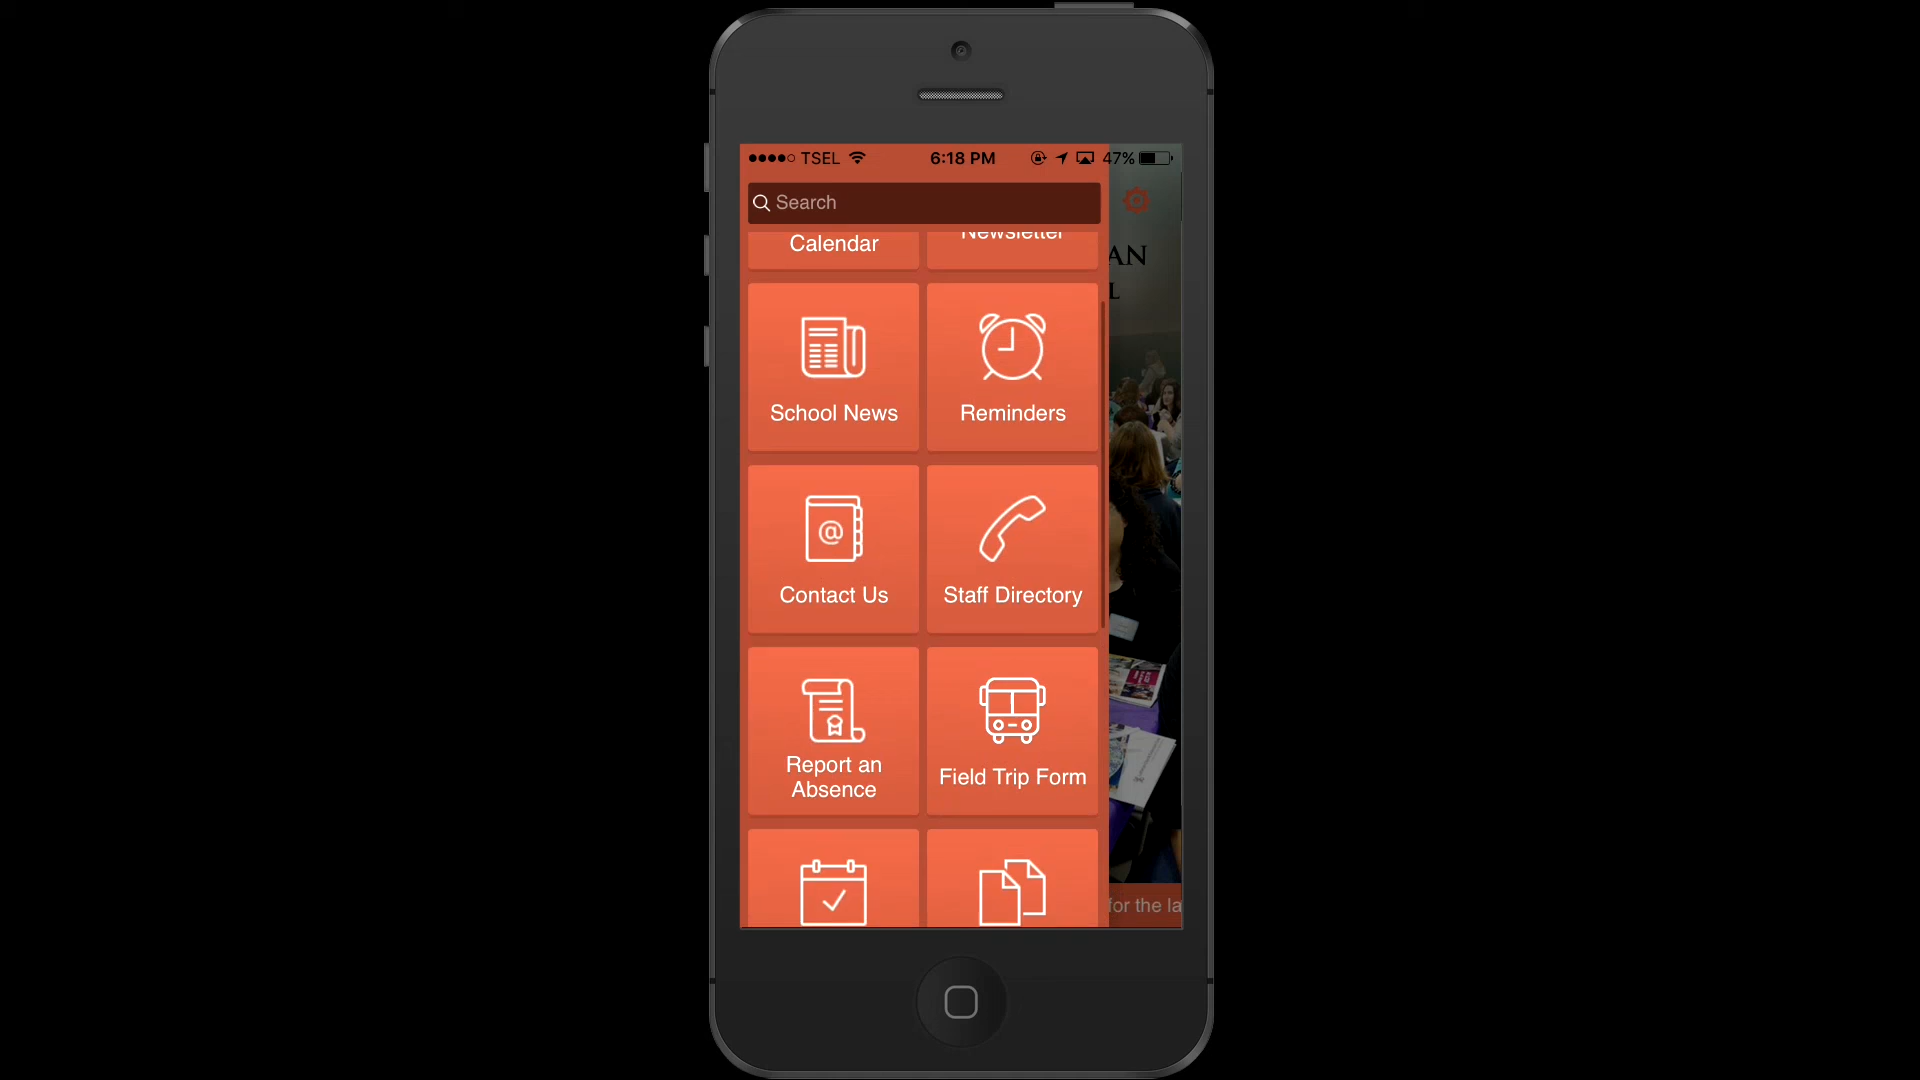 TSEL 6:18 PM 47%
Search
Calendar
Newsletter
AN
L
School News
Reminders
Contact Us
@
Staff Directory
Report an
Absence
Field Trip Form
for the la